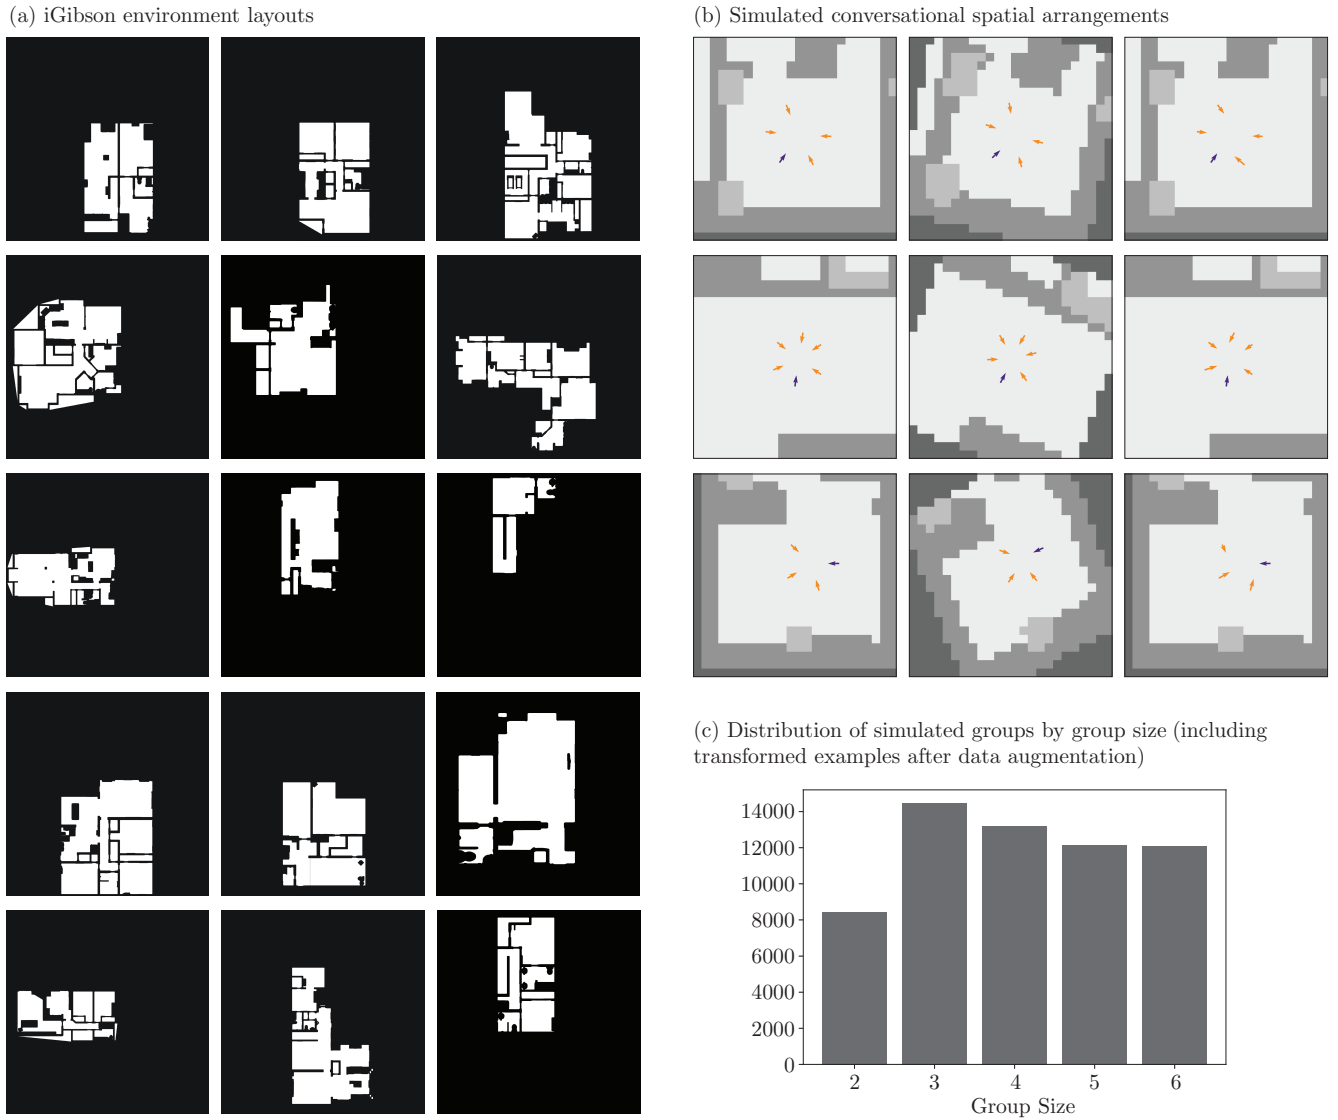 (a) iGibson environment layouts
(b) Simulated conversational spatial arrangements
(c) Distribution of simulated groups by group size (including
transformed examples after data augmentation)
14000
12000
10000
8000
6000
4000
2000
0
2 3 4 5 6
Group Size